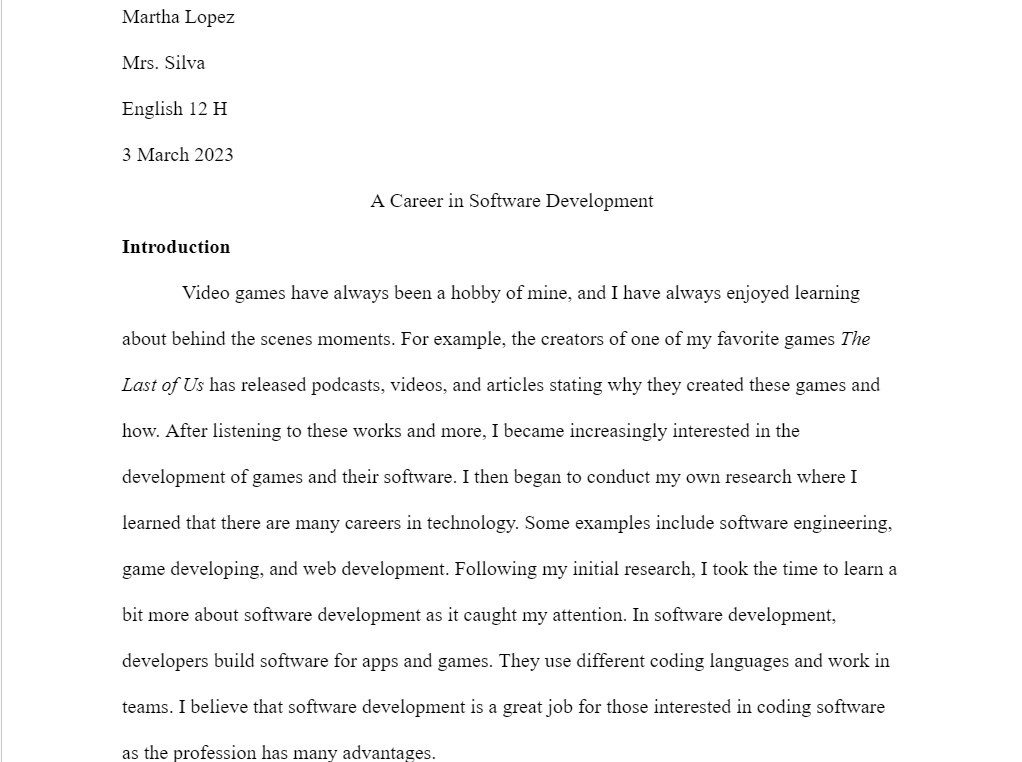 Martha Lopez
Mrs. Silva
English 12 H
3 March 2023
A Career in Software Development
Introduction
Video games have always been a hobby of mine, and I have always enjoyed learning
about behind the scenes moments. For example, the creators of one of my favorite games The
Last of Us has released podcasts, videos, and articles stating why they created these games and
how. After listening to these works and more, I became increasingly interested in the
development of games and their software. I then began to conduct my own research where I
learned that there are many careers in technology. Some examples include software engineering,
game developing, and web development. Following my initial research, I took the time to learn a
bit more about software development as it caught my attention. In software development,
developers build software for apps and games. They use different coding languages and work in
teams. I believe that software development is a great job for those interested in coding software
as the profession has many advantages.